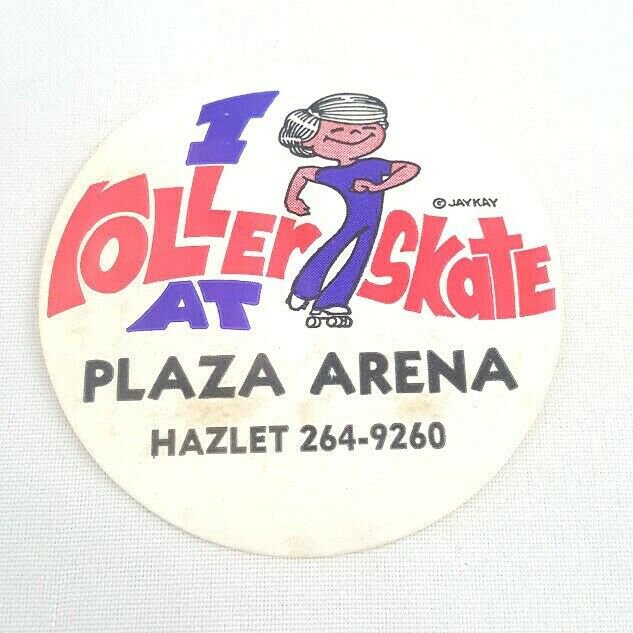 I
ROLLER SKATE
© JAYKAY
AT
PLAZA ARENA
HAZLET 264-9260